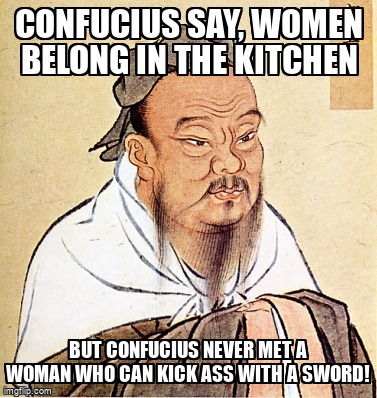 CONFUCIUS SAY, WOMEN
BELONG IN THE KITCHEN
BUT CONFUCIUS NEVER MET A
WOMAN WHO CAN KICK ASS WITH A SWORD!
imgflip.com